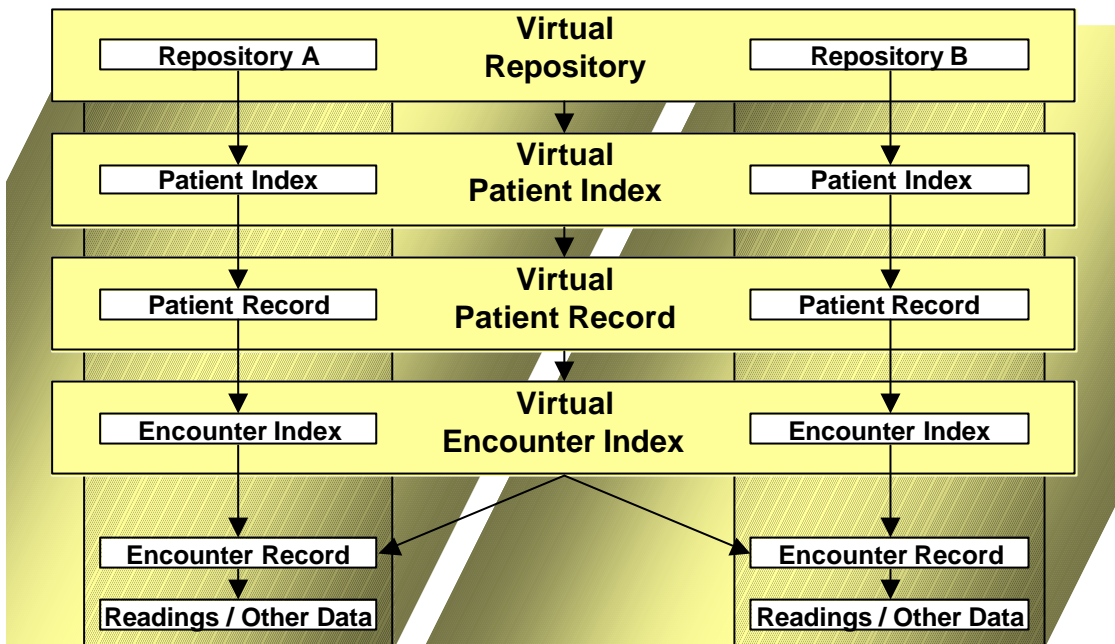 Virtual
Repository
Repository A
Repository B
Virtual
Patient Index
Patient Index
Patient Index
Virtual
Patient Record
Patient Record
Patient Record
Virtual
Encounter Index
Encounter Index
Encounter Index
Encounter Record
Encounter Record
Readings / Other Data
Readings / Other Data